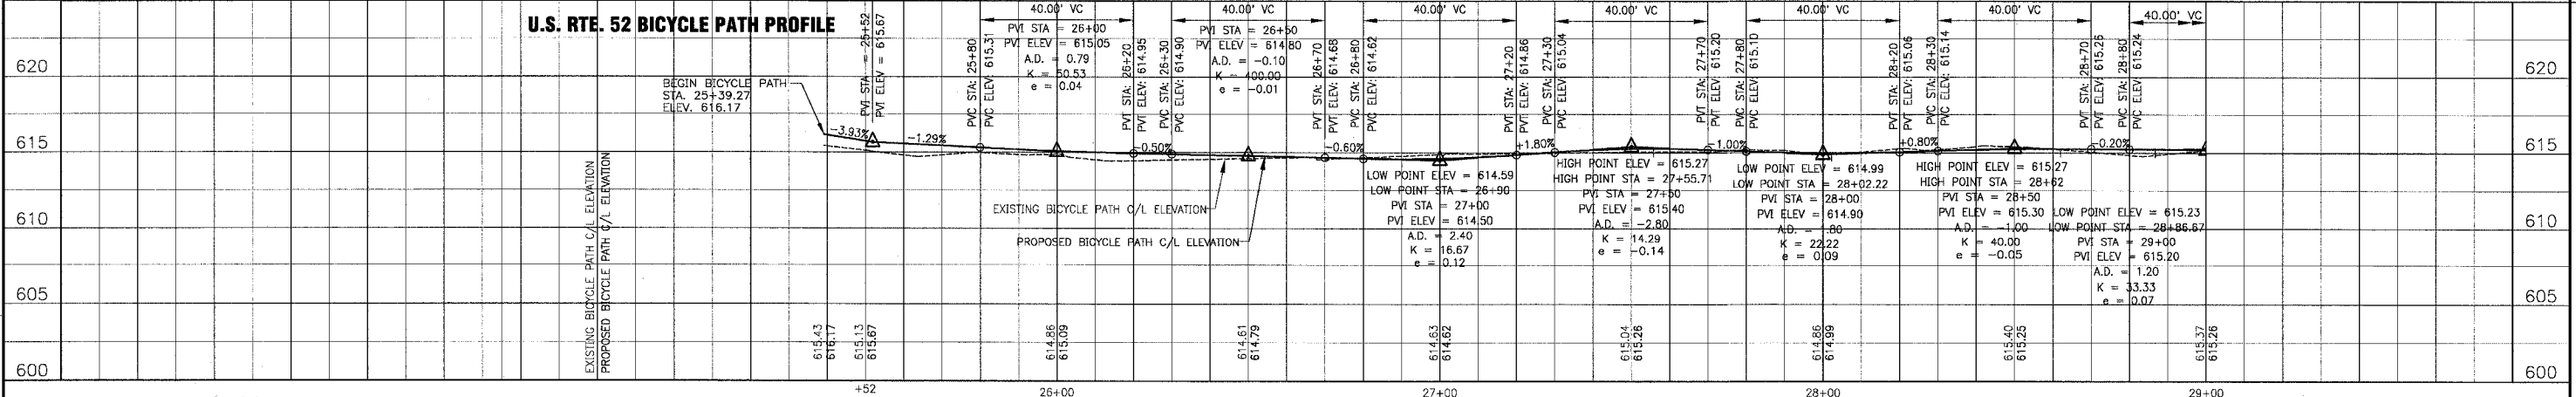 U.S. RTE. 52 BICYCLE PATH PROFILE
BEGIN BICYCLE PATH
STA. 25+39.27
ELEV. 616.17
PVI STA = 25+52
PVI ELEV = 615.67
-3.93%
-1.29%
PVC STA: 25+80
PVC ELEV: 615.31
40.00' VC
PVI STA = 26+00
PVI ELEV = 615.05
A.D. = 0.79
K = 50.53
e = 0.04
PVT STA: 26+20
PVT ELEV: 614.95
-0.50%
PVC STA: 26+30
PVC ELEV: 614.90
40.00' VC
PVI STA = 26+50
PVI ELEV = 614.80
A.D. = -0.10
K = 400.00
e = -0.01
PVT STA: 26+70
PVT ELEV: 614.68
-0.60%
PVC STA: 26+80
PVC ELEV: 614.62
40.00' VC
LOW POINT ELEV = 614.59
LOW POINT STA = 26+90
PVI STA = 27+00
PVI ELEV = 614.50
A.D. = 2.40
K = 16.67
e = 0.12
PVT STA: 27+20
PVT ELEV: 614.86
+1.80%
PVC STA: 27+30
PVC ELEV: 615.04
40.00' VC
HIGH POINT ELEV = 615.27
HIGH POINT STA = 27+55.71
PVI STA = 27+50
PVI ELEV = 615.40
A.D. = -2.80
K = 14.29
e = -0.14
PVT STA: 27+70
PVT ELEV: 615.20
-1.00%
PVC STA: 27+80
PVC ELEV: 615.10
40.00' VC
LOW POINT ELEV = 614.99
LOW POINT STA = 28+02.22
PVI STA = 28+00
PVI ELEV = 614.90
A.D. = 1.80
K = 22.22
e = 0.09
PVT STA: 28+20
PVT ELEV: 615.06
+0.80%
PVC STA: 28+30
PVC ELEV: 615.14
40.00' VC
HIGH POINT ELEV = 615.27
HIGH POINT STA = 28+62
PVI STA = 28+50
PVI ELEV = 615.30
A.D. = -1.00
K = 40.00
e = -0.05
PVT STA: 28+70
PVT ELEV: 615.26
-0.20%
PVC STA: 28+80
PVC ELEV: 615.24
40.00' VC
LOW POINT ELEV = 615.23
LOW POINT STA = 28+86.67
PVI STA = 29+00
PVI ELEV = 615.20
A.D. = 1.20
K = 33.33
e = 0.07
EXISTING BICYCLE PATH C/L ELEVATION
PROPOSED BICYCLE PATH C/L ELEVATION
620
615
610
605
600
620
615
610
605
600
EXISTING BICYCLE PATH C/L ELEVATION
PROPOSED BICYCLE PATH C/L ELEVATION
615.43
616.17
615.13
615.67
614.86
615.09
614.61
614.79
614.63
614.62
615.04
615.26
614.86
614.99
615.40
615.25
615.37
615.26
+52
26+00
27+00
28+00
29+00